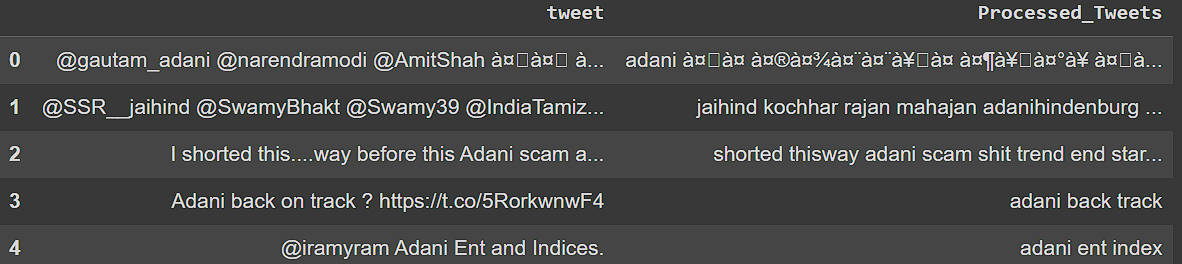 tweet Processed_Tweets
0 @gautam_adani @narendramodi @AmitShah à¤□à¤□ à... adani à¤□à¤ à¤®à¤¾à¤¨à¤¨à¥□à¤ à¤¶à¥□à¤°à¥ à¤□à...
1 @SSR__jaihind @SwamyBhakt @Swamy39 @IndiaTamiz... jaihind kochhar rajan mahajan adanihindenburg ...
2 I shorted this....way before this Adani scam a... shorted thisway adani scam shit trend end star...
3 Adani back on track ? https://t.co/5RorkwnwF4 adani back track
4 @iramyram Adani Ent and Indices. adani ent index